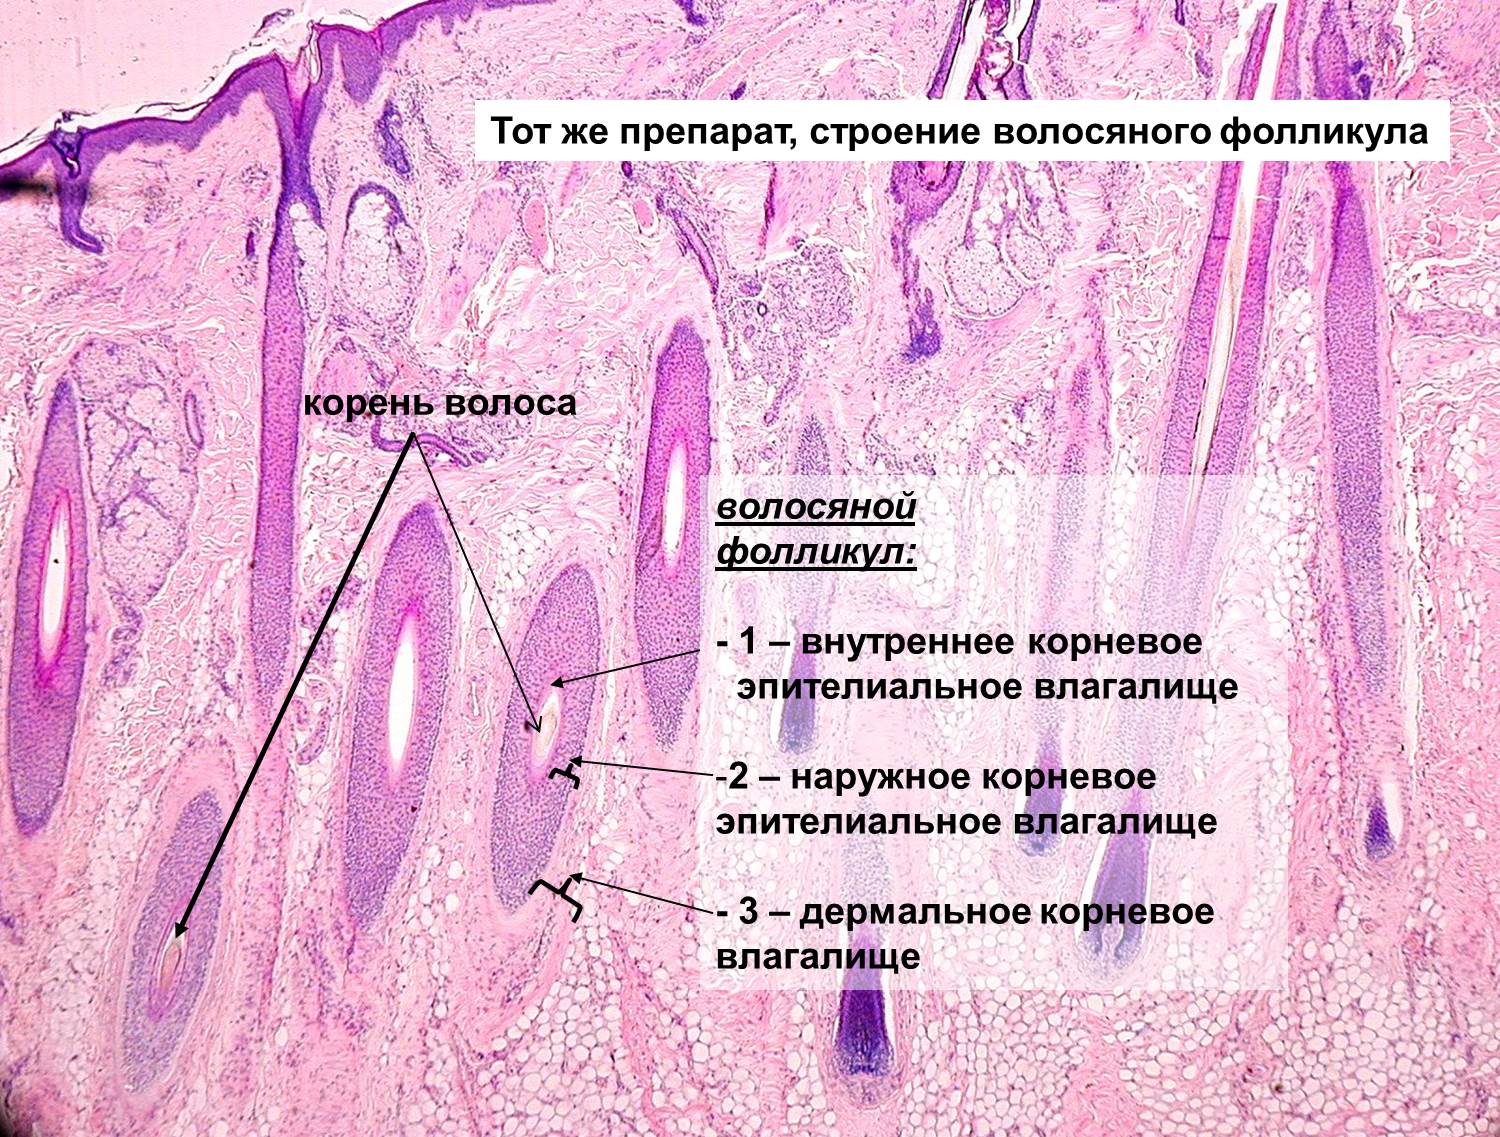 Тот же препарат, строение волосяного фолликула
корень волоса
волосяной
фолликул:
- 1 – внутреннее корневое
эпителиальное влагалище
-2 – наружное корневое
эпителиальное влагалище
- 3 – дермальное корневое
влагалище